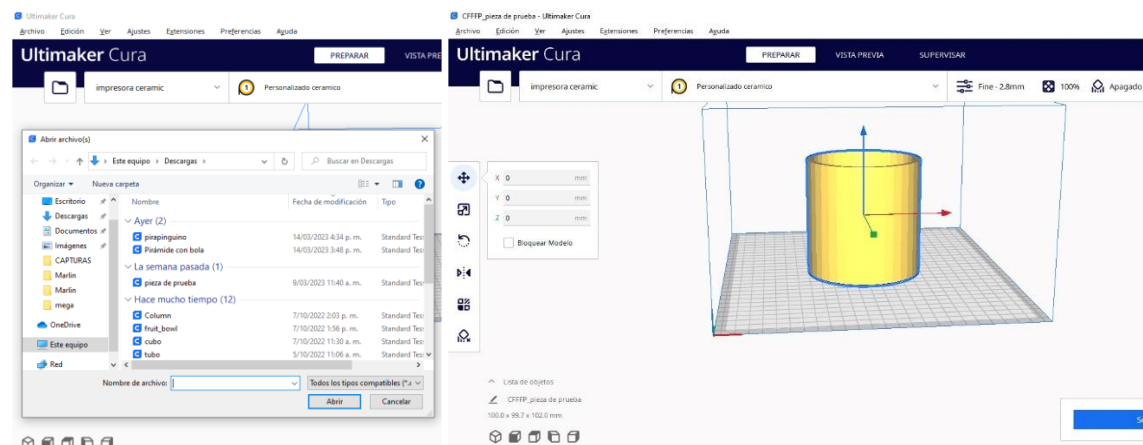 Ultimaker Cura
Archivo Edición Ver Ajustes Extensiones Preferencias Ayuda
Ultimaker Cura PREPARAR VISTA PRE
impresora ceramic 1 Personalizado ceramico
Abrir archivo(s)
Este equipo > Descargas > Buscar en Descargas
Organizar Nueva carpeta
Nombre Fecha de modificación Tipo
Escritorio
Descargas
Documentos
Imágenes
CAPTURAS
Marlin
Marlin
mega
OneDrive
Este equipo
Red
Ayer (2)
pirapinguino 14/03/2023 4:34 p. m. Standard Tes
Pirámide con bola 14/03/2023 3:48 p. m. Standard Tes
La semana pasada (1)
pieza de prueba 9/03/2023 11:40 a. m. Standard Tes
Hace mucho tiempo (12)
Column 7/10/2022 2:03 p. m. Standard Tes
fruit_bowl 7/10/2022 1:56 p. m. Standard Tes
cubo 7/10/2022 11:30 a. m. Standard Tes
tubo 5/10/2022 11:06 a. m. Standard Tes
Nombre de archivo: Todos los tipos compatibles (*.
Abrir Cancelar
CFFFP_pieza de prueba - Ultimaker Cura
Archivo Edición Ver Ajustes Extensiones Preferencias Ayuda
Ultimaker Cura PREPARAR VISTA PREVIA SUPERVISAR
impresora ceramic 1 Personalizado ceramico Fine - 2.8mm 100% Apagado
X 0 mm
Y 0 mm
Z 0 mm
Bloquear Modelo
Lista de objetos
CFFFP_pieza de prueba
100.0 x 99.7 x 102.0 mm